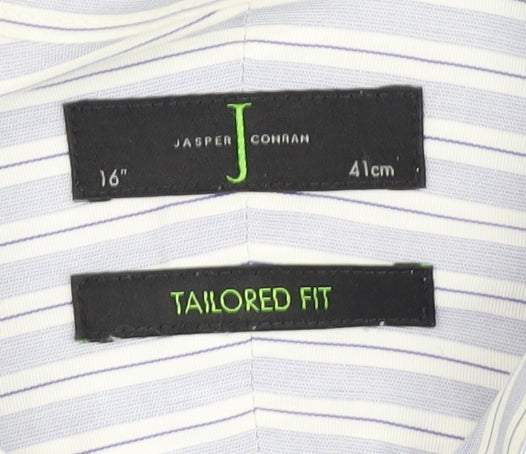 J
JASPER CONRAN
16" 41cm
TAILORED FIT